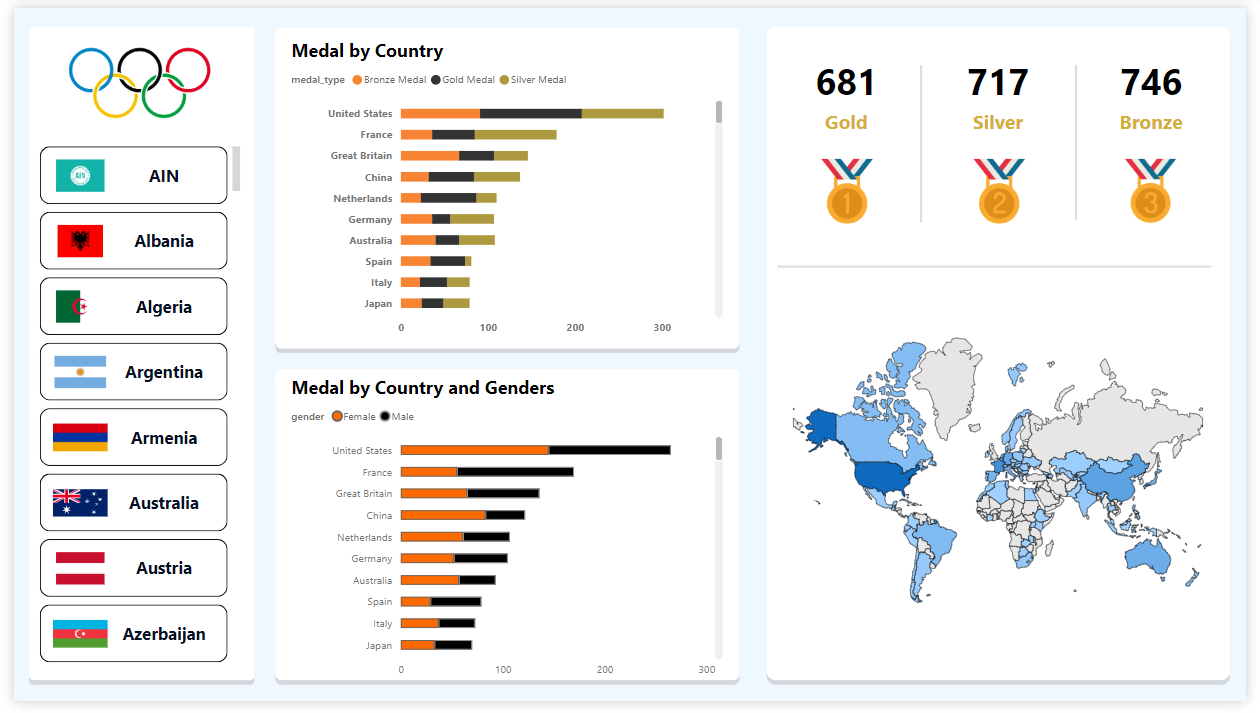 AIN
AIN
Albania
Algeria
Argentina
Armenia
Australia
Austria
Azerbaijan
Medal by Country
medal_type Bronze Medal Gold Medal Silver Medal
United States
France
Great Britain
China
Netherlands
Germany
Australia
Spain
Italy
Japan
0 100 200 300
Medal by Country and Genders
gender Female Male
United States
France
Great Britain
China
Netherlands
Germany
Australia
Spain
Italy
Japan
0 100 200 300
681 717 746
Gold Silver Bronze
1 2 3